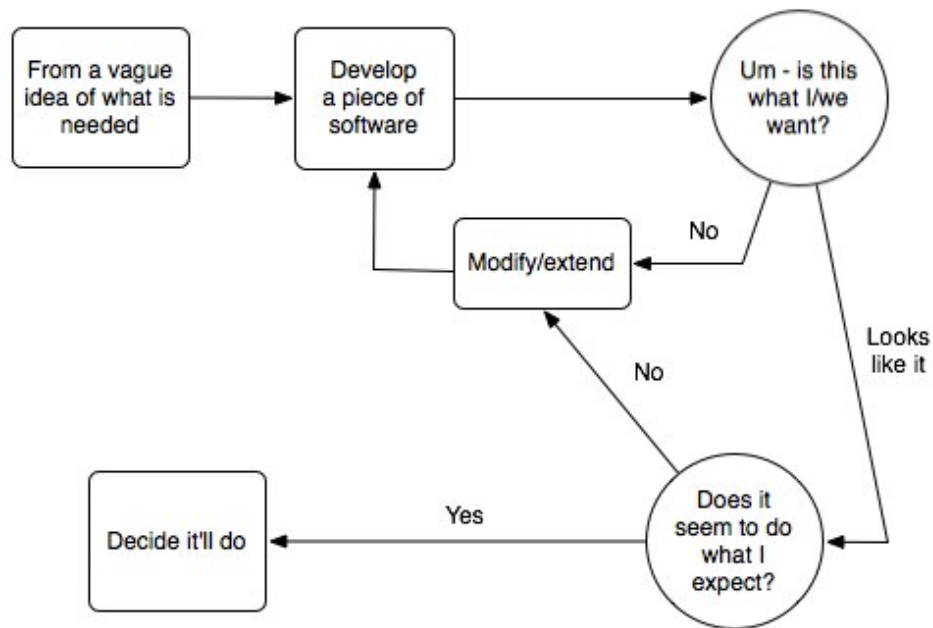 From a vague
idea of what is
needed
Develop
a piece of
software
Um - is this
what I/we
want?
No
Modify/extend
Looks
like it
No
Does it
seem to do
what I
expect?
Yes
Decide it'll do